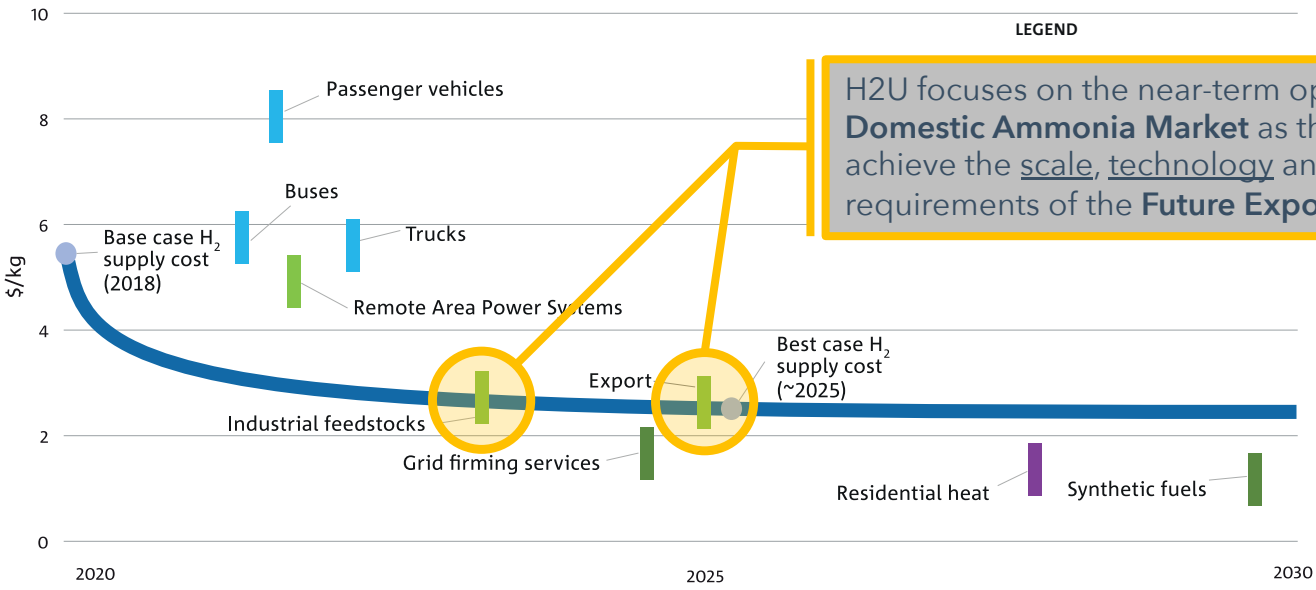 10
LEGEND
H2U focuses on the near-term op
Domestic Ammonia Market as th
achieve the scale, technology an
requirements of the Future Expo
Passenger vehicles
8
Buses
6
Base case H2
supply cost
(2018)
Trucks
$/kg
Remote Area Power Systems
4
Best case H2
supply cost
(~2025)
Export
Industrial feedstocks
2
Grid firming services
Residential heat
Synthetic fuels
0
2020
2025
2030